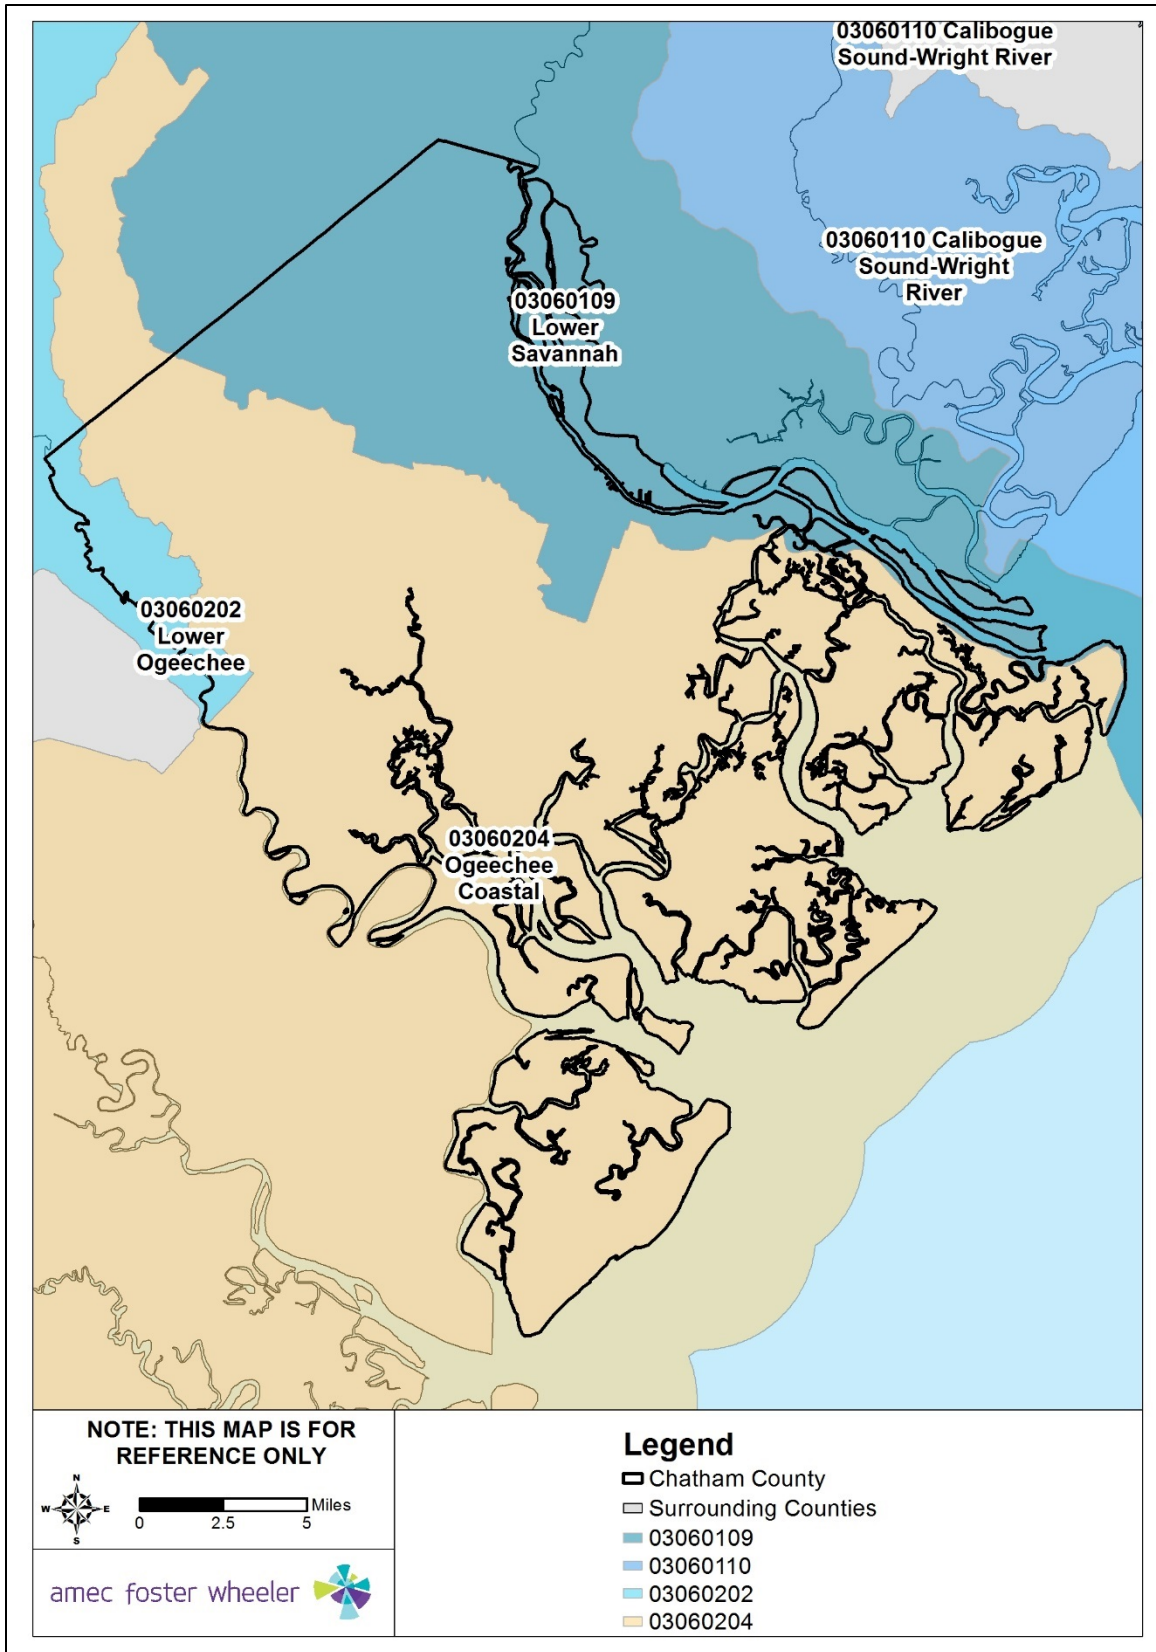 03060110 Calibogue
Sound-Wright River
03060110 Calibogue
Sound-Wright
River
03060109
Lower
Savannah
03060202
Lower
Ogeechee
03060204
Ogeechee
Coastal
NOTE: THIS MAP IS FOR
REFERENCE ONLY
N
W E
S
Miles
0 2.5 5
amec foster wheeler
Legend
Chatham County
Surrounding Counties
03060109
03060110
03060202
03060204